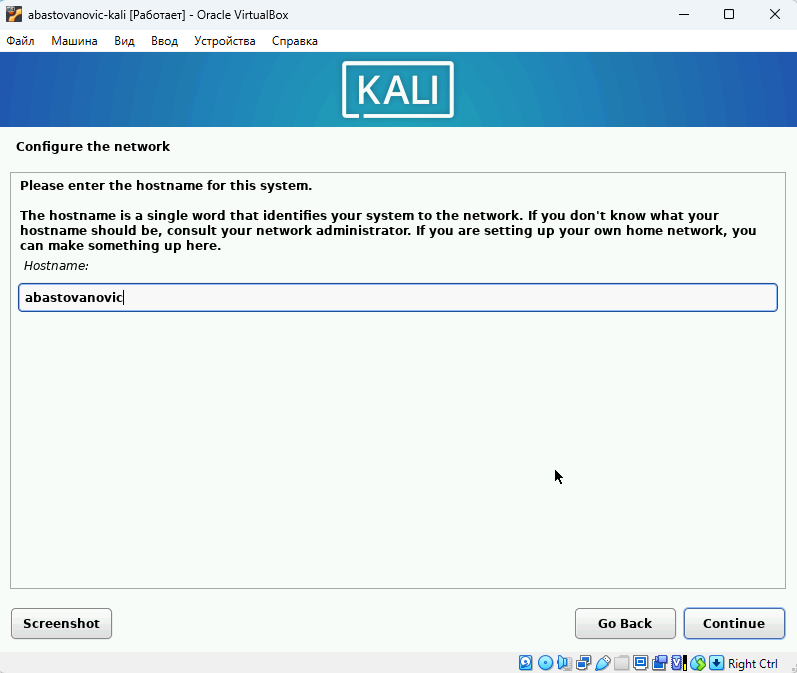 abastovanovic-kali [Работает] - Oracle VirtualBox
Файл Машина Вид Ввод Устройства Справка
KALI
Configure the network
Please enter the hostname for this system.
The hostname is a single word that identifies your system to the network. If you don't know what your
hostname should be, consult your network administrator. If you are setting up your own home network, you
can make something up here.
Hostname:
abastovanovic
Screenshot Go Back Continue
Right Ctrl